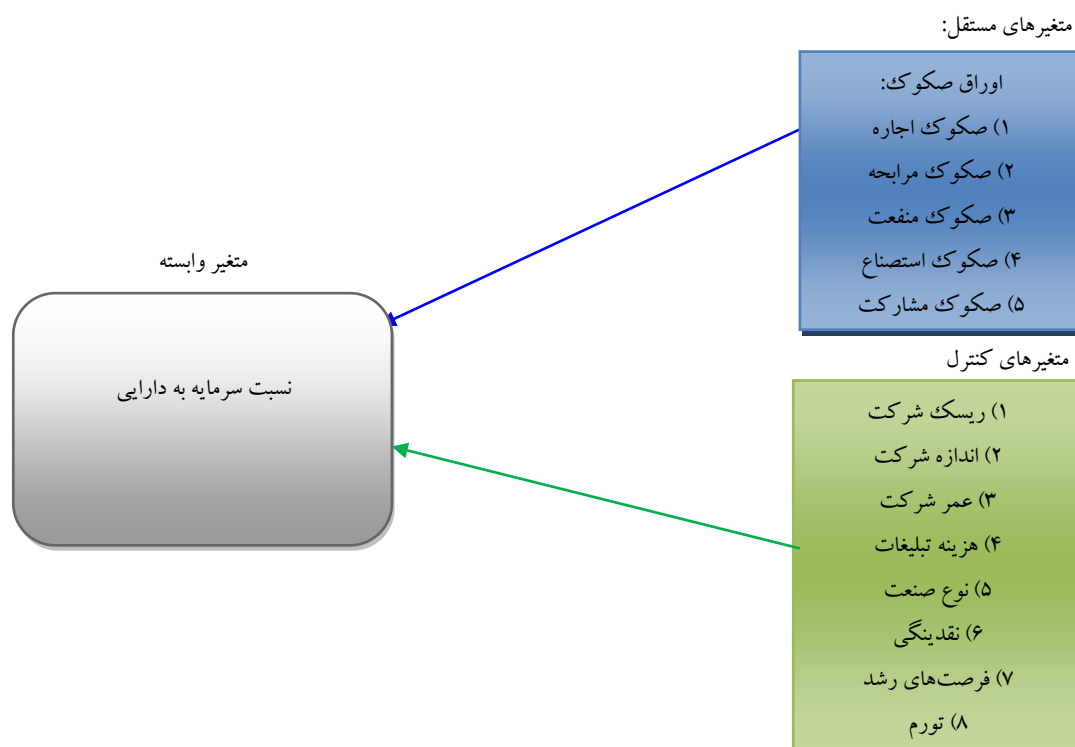 متغیرهای مستقل:
اوراق صکوک:
۱) صکوک اجاره
۲) صکوک مرابحه
۳) صکوک منفعت
۴) صکوک استصناع
۵) صکوک مشارکت
متغیر وابسته
نسبت سرمایه به دارایی
متغیرهای کنترل
۱) ریسک شرکت
۲) اندازه شرکت
۳) عمر شرکت
۴) هزینه تبلیغات
۵) نوع صنعت
۶) نقدینگی
۷) فرصت‌های رشد
۸) تورم